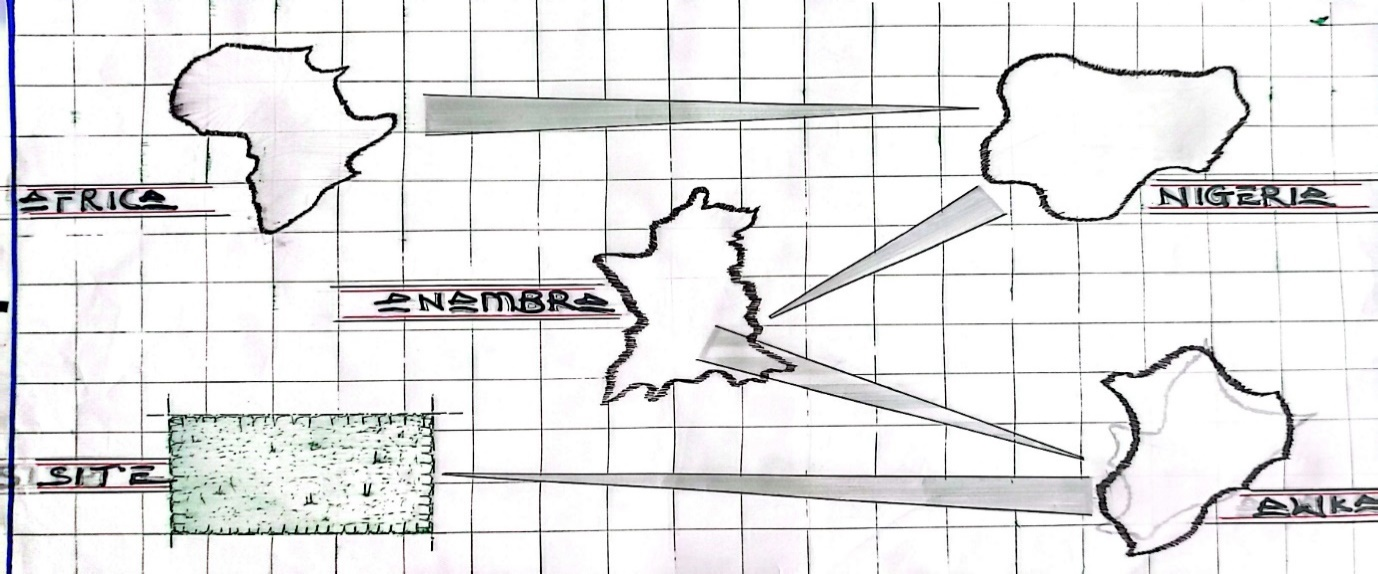 AFRICA
NIGERIA
ANAMBRA
SITE
AWKA